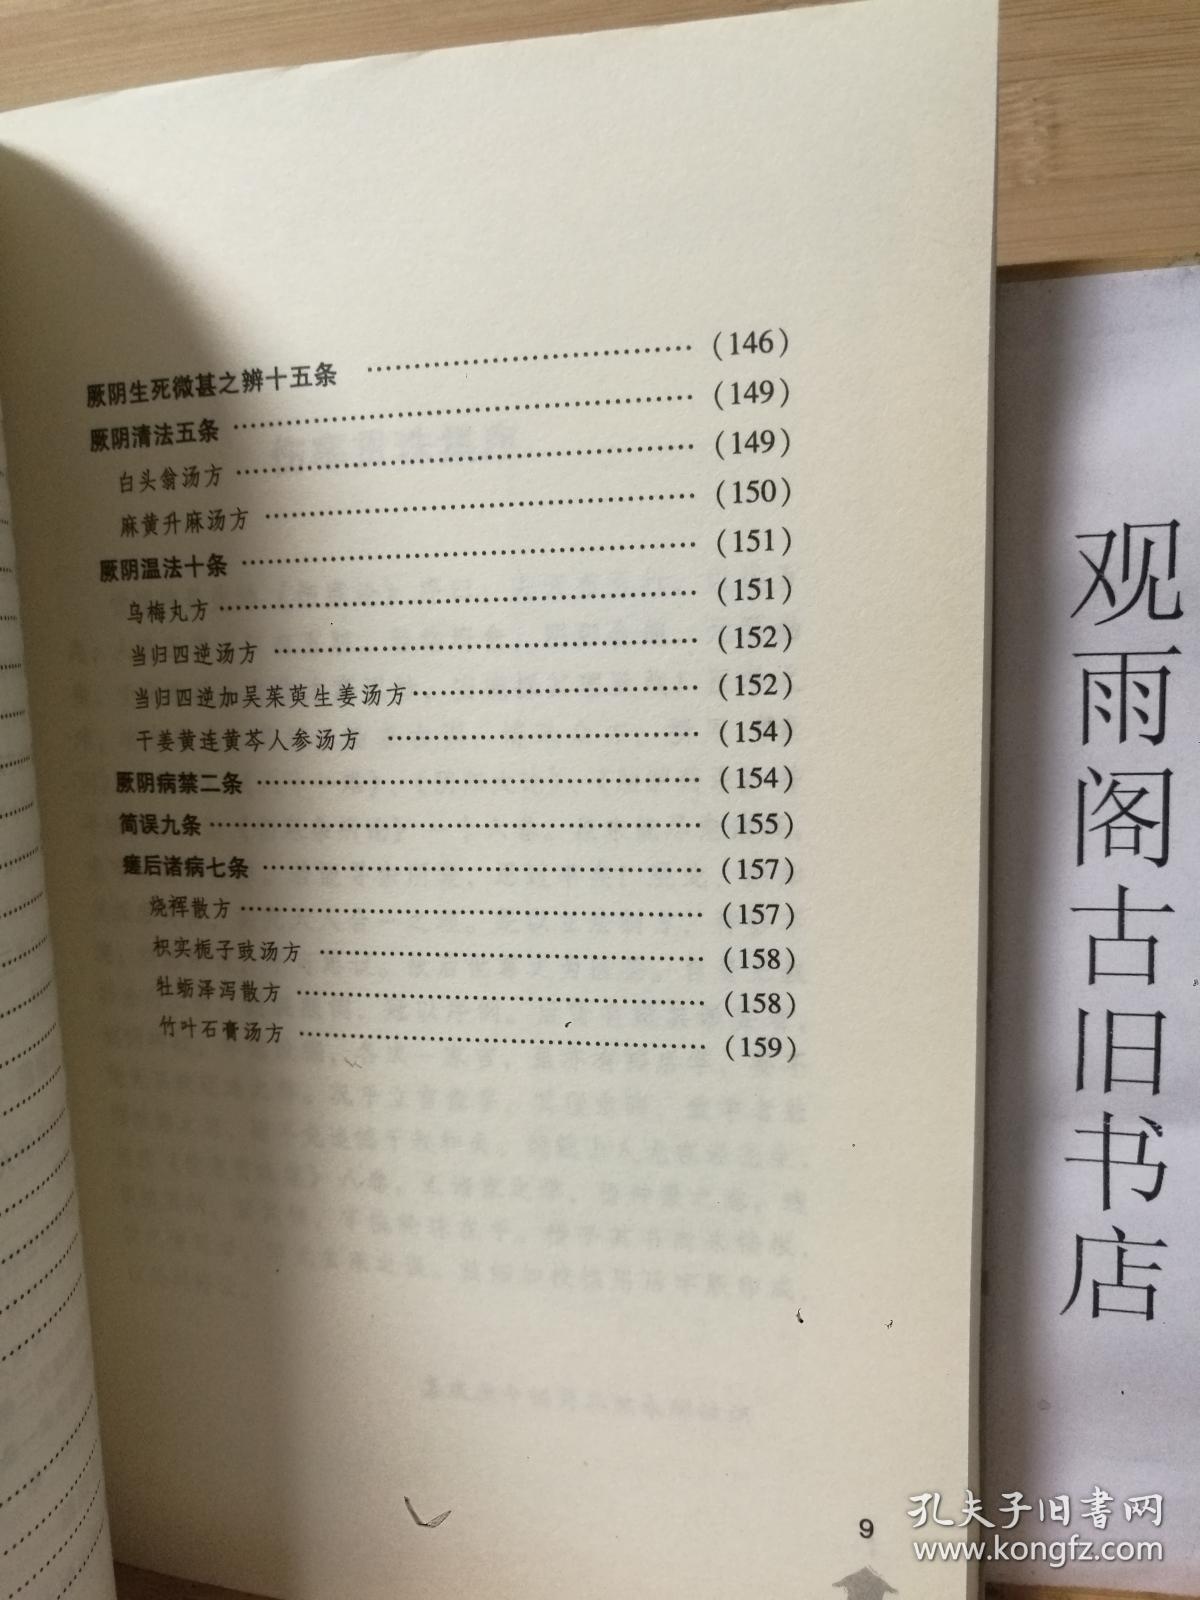 厥阴生死微甚之辨十五条 ………… (146)
厥阴清法五条 ………… (149)
白头翁汤方 ………… (149)
麻黄升麻汤方 ………… (150)
厥阴温法十条 ………… (151)
乌梅丸方 ………… (151)
当归四逆汤方 ………… (152)
当归四逆加吴茱萸生姜汤方 ………… (152)
干姜黄连黄芩人参汤方 ………… (154)
厥阴病禁二条 ………… (154)
简误九条 ………… (155)
瘥后诸病七条 ………… (157)
烧裈散方 ………… (157)
枳实栀子豉汤方 ………… (158)
牡蛎泽泻散方 ………… (158)
竹叶石膏汤方 ………… (159)
9
观雨阁古旧书店
孔夫子旧书网
www.kongfz.com